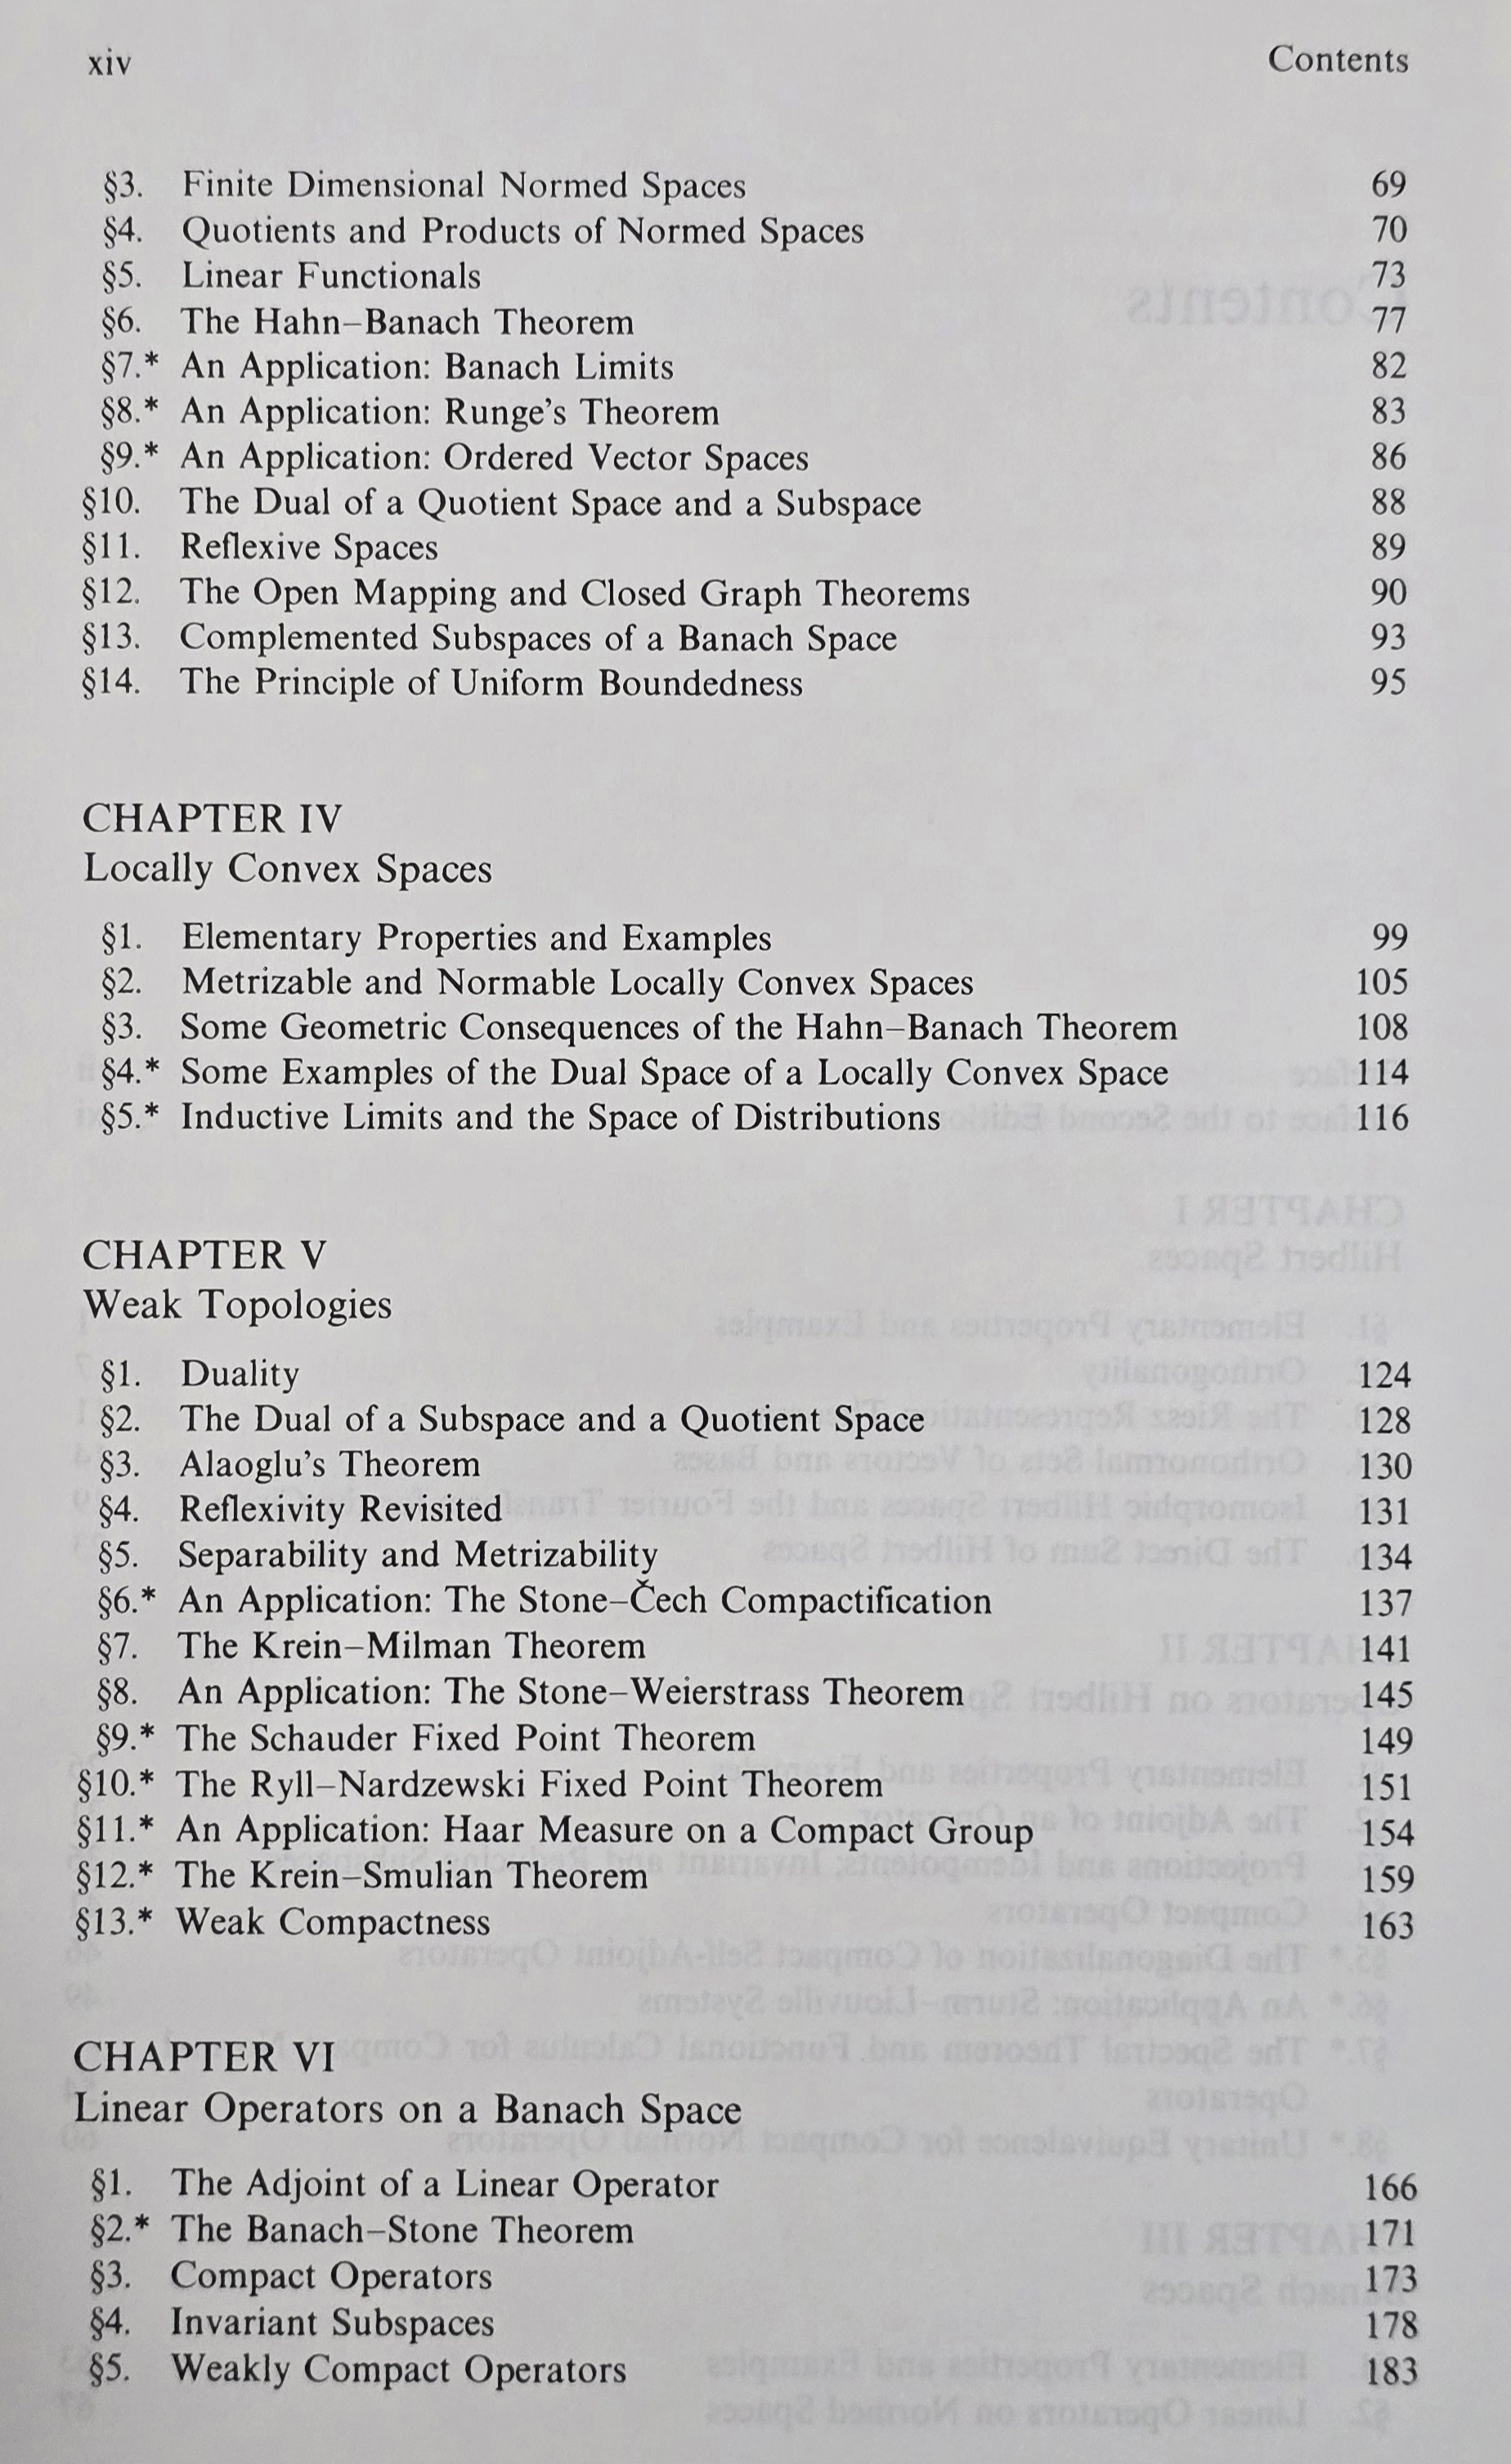 xiv Contents
§3. Finite Dimensional Normed Spaces 69
§4. Quotients and Products of Normed Spaces 70
§5. Linear Functionals 73
§6. The Hahn–Banach Theorem 77
§7.* An Application: Banach Limits 82
§8.* An Application: Runge's Theorem 83
§9.* An Application: Ordered Vector Spaces 86
§10. The Dual of a Quotient Space and a Subspace 88
§11. Reflexive Spaces 89
§12. The Open Mapping and Closed Graph Theorems 90
§13. Complemented Subspaces of a Banach Space 93
§14. The Principle of Uniform Boundedness 95
CHAPTER IV
Locally Convex Spaces
§1. Elementary Properties and Examples 99
§2. Metrizable and Normable Locally Convex Spaces 105
§3. Some Geometric Consequences of the Hahn–Banach Theorem 108
§4.* Some Examples of the Dual Space of a Locally Convex Space 114
§5.* Inductive Limits and the Space of Distributions 116
CHAPTER V
Weak Topologies
§1. Duality 124
§2. The Dual of a Subspace and a Quotient Space 128
§3. Alaoglu's Theorem 130
§4. Reflexivity Revisited 131
§5. Separability and Metrizability 134
§6.* An Application: The Stone–Čech Compactification 137
§7. The Krein–Milman Theorem 141
§8. An Application: The Stone–Weierstrass Theorem 145
§9.* The Schauder Fixed Point Theorem 149
§10.* The Ryll–Nardzewski Fixed Point Theorem 151
§11.* An Application: Haar Measure on a Compact Group 154
§12.* The Krein–Smulian Theorem 159
§13.* Weak Compactness 163
CHAPTER VI
Linear Operators on a Banach Space
§1. The Adjoint of a Linear Operator 166
§2.* The Banach–Stone Theorem 171
§3. Compact Operators 173
§4. Invariant Subspaces 178
§5. Weakly Compact Operators 183